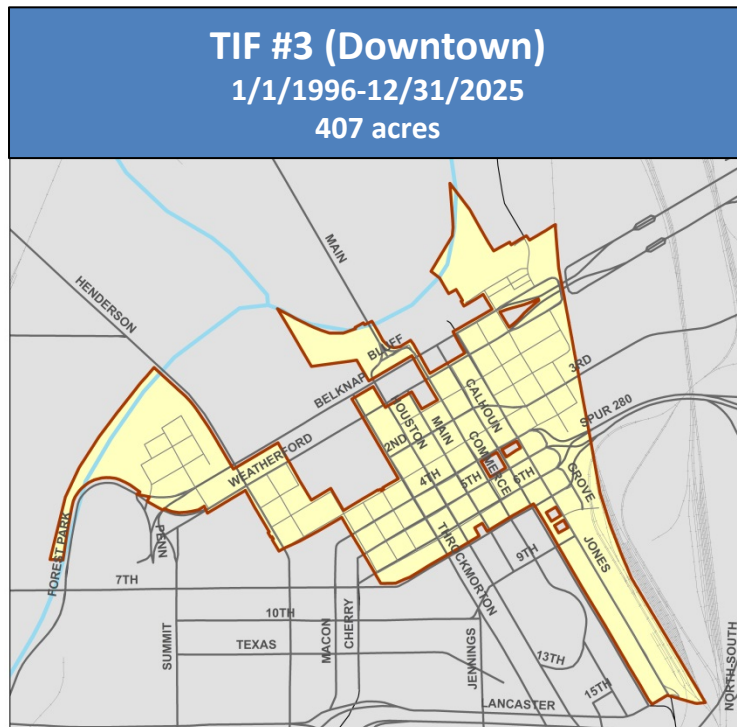 TIF #3 (Downtown)
1/1/1996-12/31/2025
407 acres
MAIN
HENDERSON
BLUFF
BELKNAP
3RD
CALHOUN
HOUSTON
MAIN
SPUR 280
2ND
WEATHERFORD
COMMERCE
4TH
5TH
6TH
GROVE
THROCKMORTON
FOREST PARK
PENN
9TH
JONES
7TH
10TH
SUMMIT
TEXAS
MACON
CHERRY
JENNINGS
13TH
15TH
LANCASTER
NORTH-SOUTH